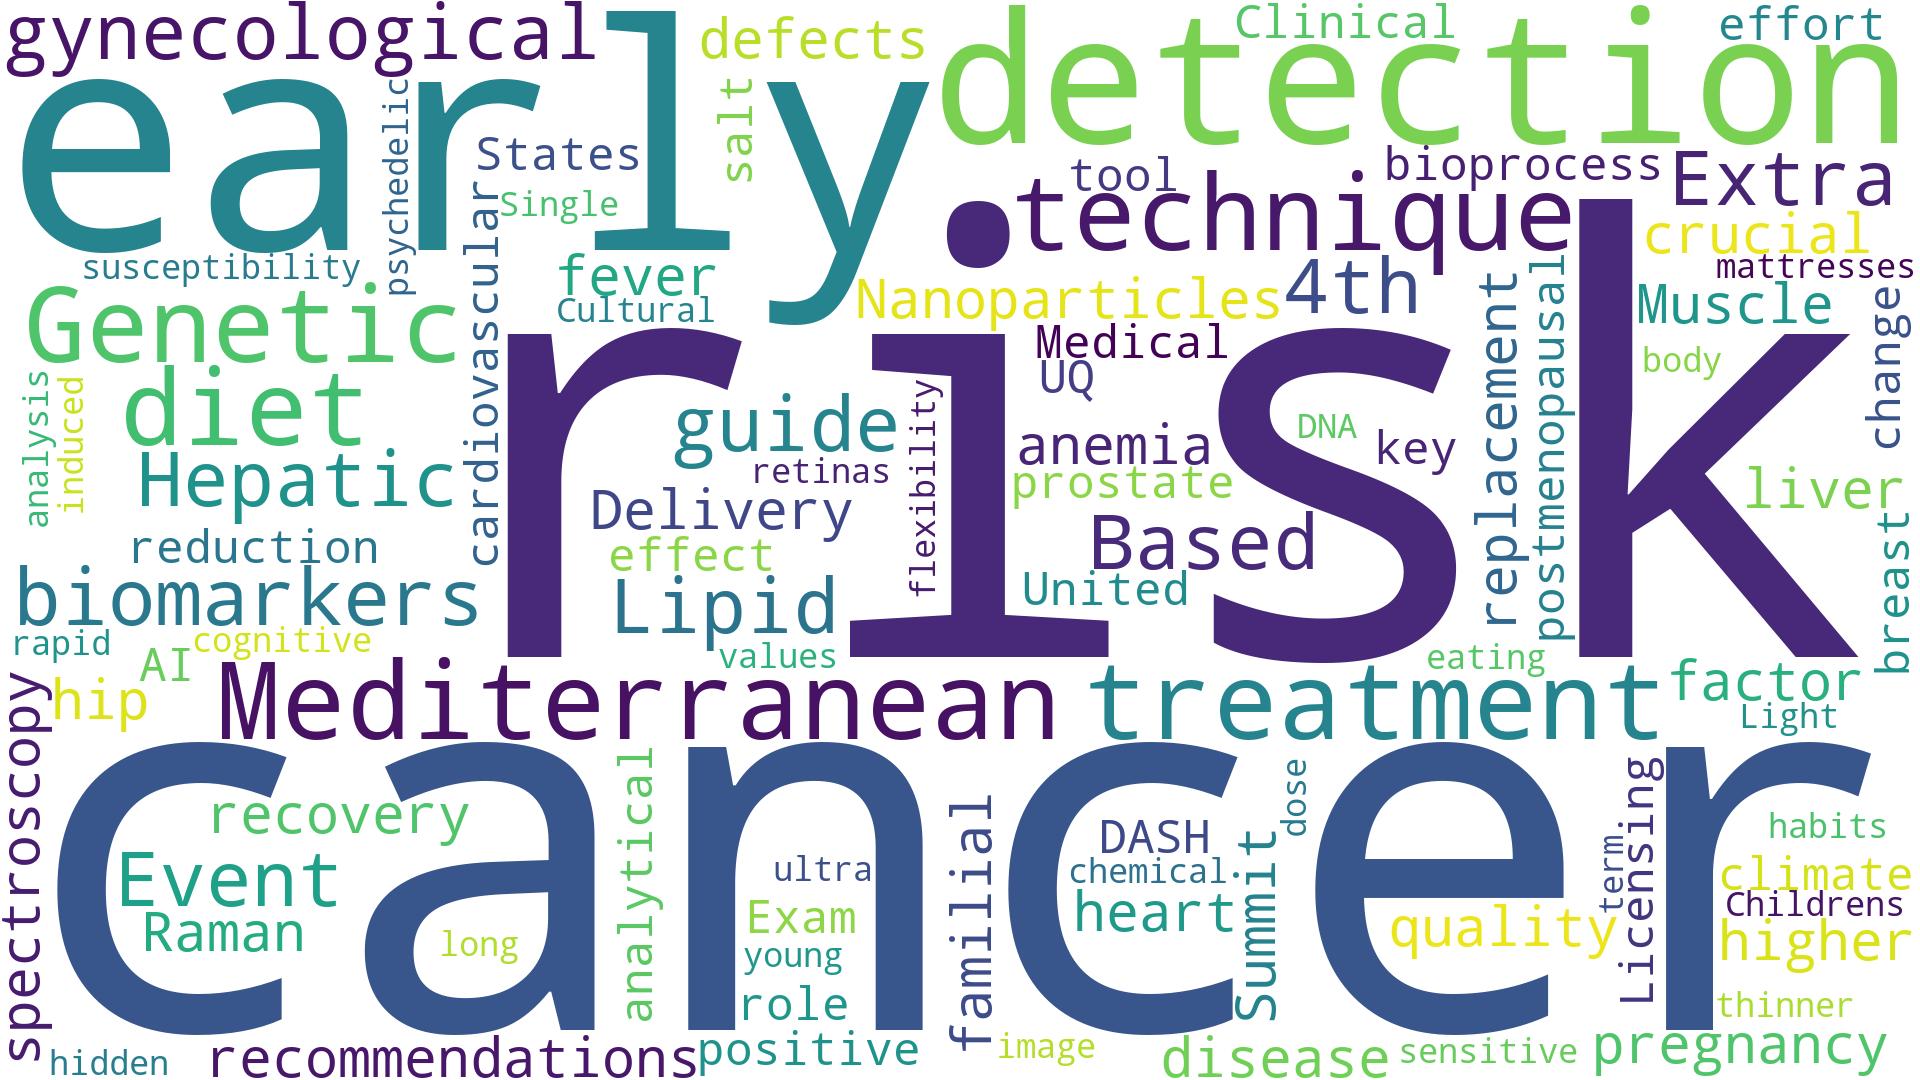 gynecological
early
defects
detection
Clinical
effort
psychedelic
States
salt
Single
tool
technique
bioprocess
Extra
crucial
susceptibility
cardiovascular
fever
Cultural
Nanoparticles
4th
mattresses
Genetic
risk
Medical
UQ
replacement
postmenopausal
Muscle
body
change
analysis
induced
diet
guide
retinas
flexibility
anemia
DNA
key
prostate
Hepatic
Delivery
Based
liver
reduction
effect
biomarkers
Lipid
United
breast
rapid
AI
cognitive
values
eating
hip
Mediterranean
treatment
factor
Light
spectroscopy
cancer
recovery
analytical
familial
DASH
dose
Licensing
term
habits
Event
ultra
chemical
Summit
climate
Childrens
Raman
long
Exam
young
heart
quality
higher
role
thinner
hidden
recommendations
positive
image
disease
sensitive
pregnancy